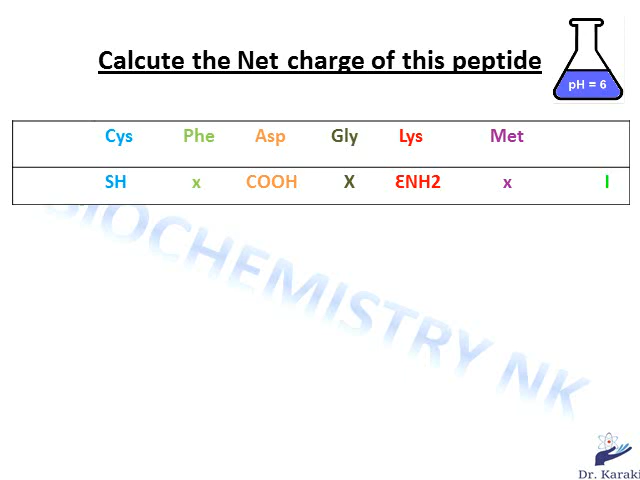 Calcute the Net charge of this peptide
pH = 6
Cys Phe Asp Gly Lys Met
SH x COOH X ƐNH2 x I
BIOCHEMISTRY NK
Dr. Karaki